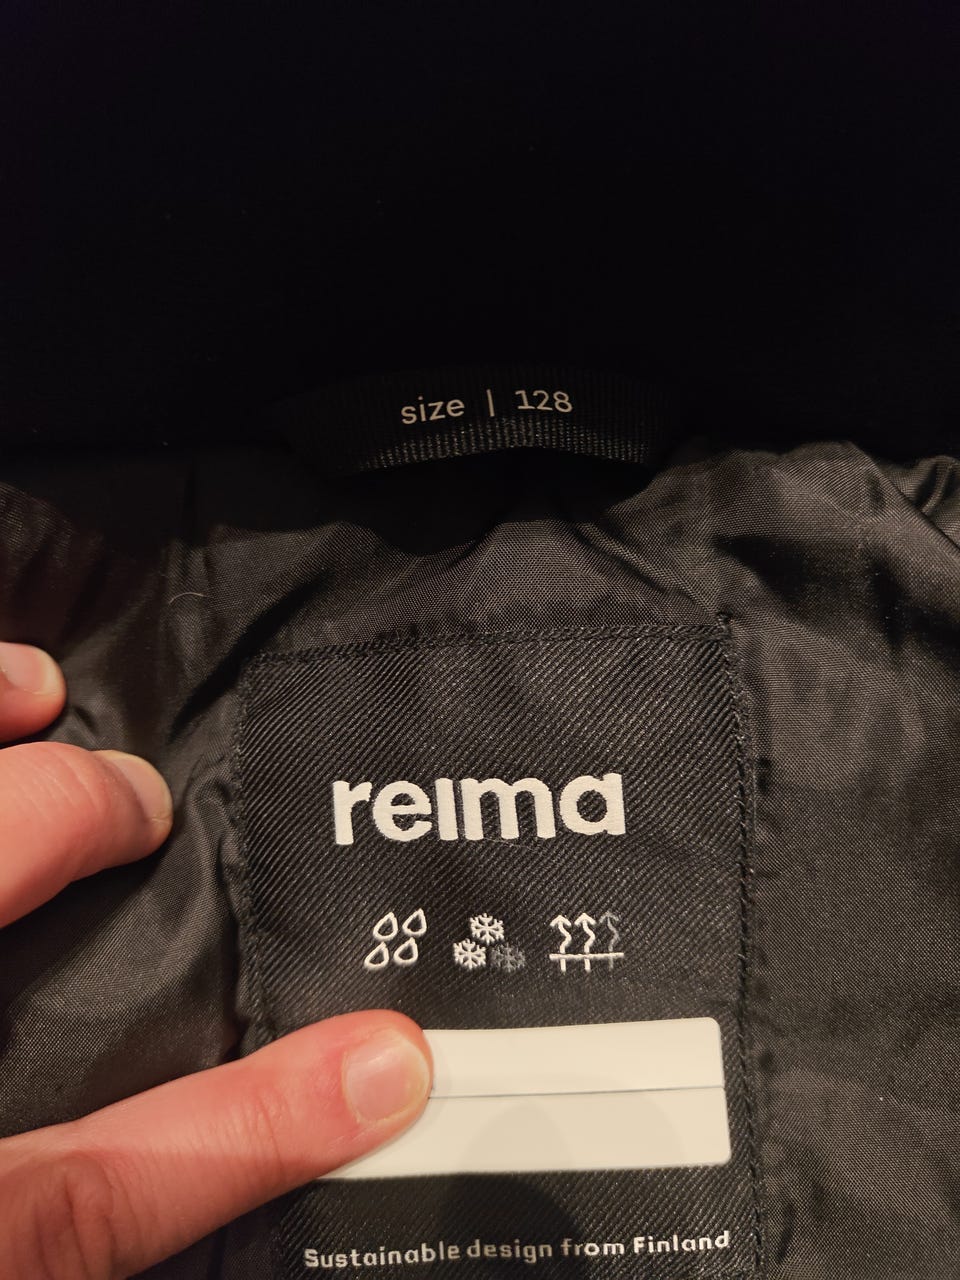 size | 128
reima
Sustainable design from Finland